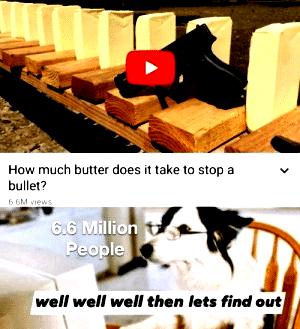 How much butter does it take to stop a
bullet?
6.6M views
6.6 Million
People
well well well then lets find out